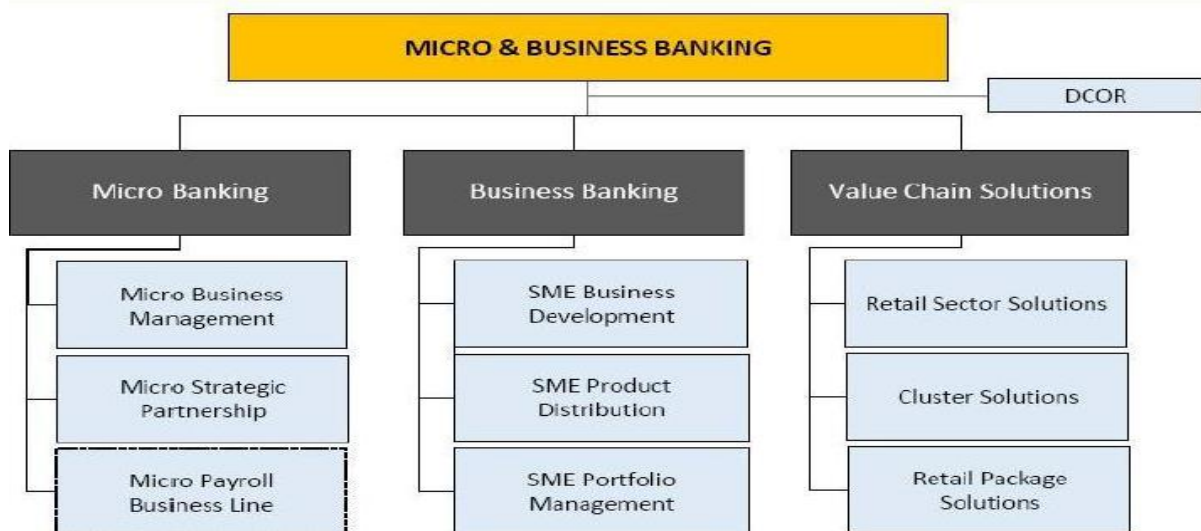 MICRO & BUSINESS BANKING
DCOR
Micro Banking
Business Banking
Value Chain Solutions
Micro Business
Management
SME Business
Development
Retail Sector Solutions
Micro Strategic
Partnership
SME Product
Distribution
Cluster Solutions
Micro Payroll
Business Line
SME Portfolio
Management
Retail Package
Solutions